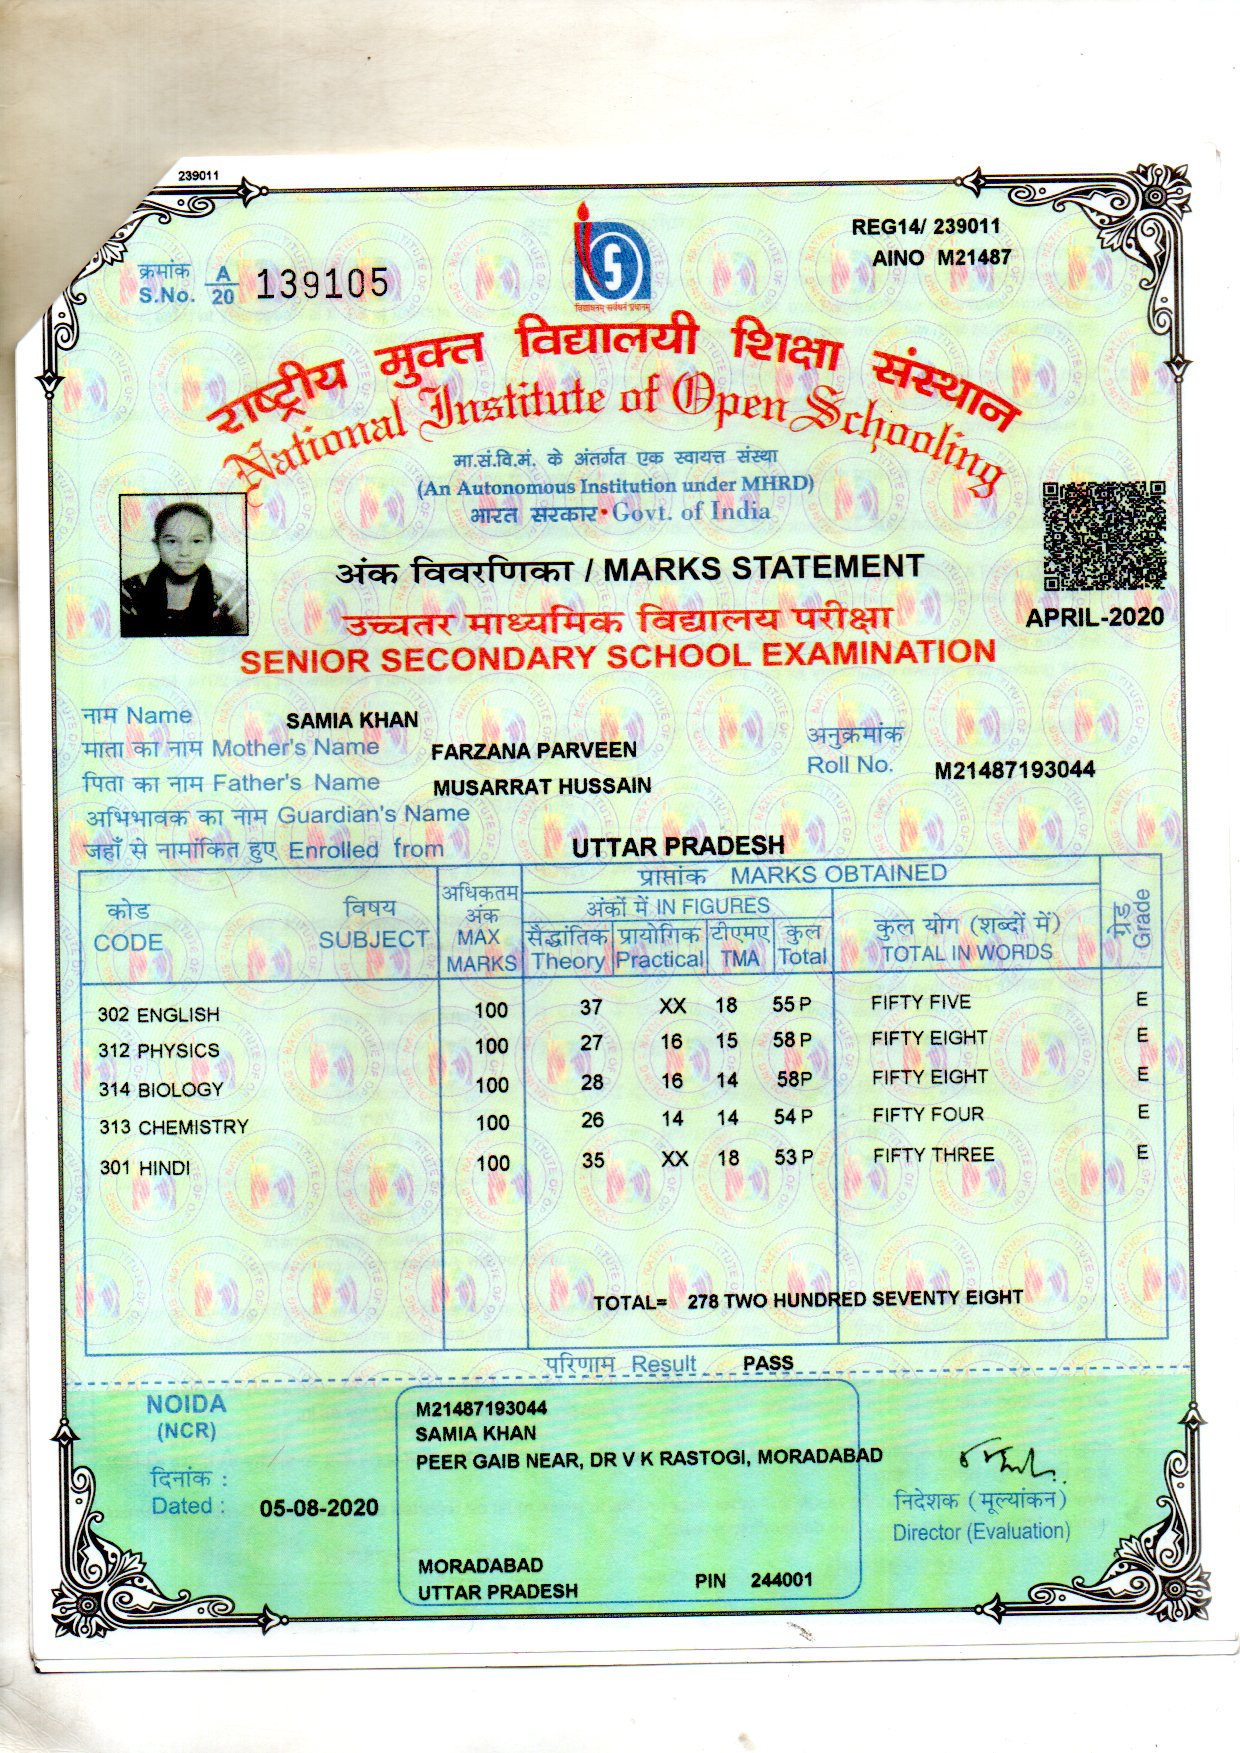 239011
REG14/ 239011
AINO M21487
क्रमांक
S.No. A/20 139105
विद्याधनम् सर्वधनं प्रधानम्
राष्ट्रीय मुक्त विद्यालयी शिक्षा संस्थान
National Institute of Open Schooling
मा.सं.वि.मं. के अंतर्गत एक स्वायत्त संस्था
(An Autonomous Institution under MHRD)
भारत सरकार • Govt. of India
अंक विवरणिका / MARKS STATEMENT
APRIL-2020
उच्चतर माध्यमिक विद्यालय परीक्षा
SENIOR SECONDARY SCHOOL EXAMINATION
नाम Name SAMIA KHAN
माता का नाम Mother's Name FARZANA PARVEEN
पिता का नाम Father's Name MUSARRAT HUSSAIN
अनुक्रमांक
Roll No. M21487193044
अभिभावक का नाम Guardian's Name
जहाँ से नामांकित हुए Enrolled from UTTAR PRADESH
कोड
CODE
विषय
SUBJECT
अधिकतम
अंक
MAX
MARKS
प्राप्तांक MARKS OBTAINED
अंकों में IN FIGURES
सैद्धांतिक प्रायोगिक टीएमए कुल
Theory Practical TMA Total
कुल योग (शब्दों में)
TOTAL IN WORDS
ग्रेड
Grade
302 ENGLISH 100 37 XX 18 55 P FIFTY FIVE E
312 PHYSICS 100 27 16 15 58 P FIFTY EIGHT E
314 BIOLOGY 100 28 16 14 58P FIFTY EIGHT E
313 CHEMISTRY 100 26 14 14 54 P FIFTY FOUR E
301 HINDI 100 35 XX 18 53 P FIFTY THREE E
TOTAL= 278 TWO HUNDRED SEVENTY EIGHT
परिणाम Result PASS
NOIDA
(NCR)
दिनांक :
Dated : 05-08-2020
M21487193044
SAMIA KHAN
PEER GAIB NEAR, DR V K RASTOGI, MORADABAD
MORADABAD
UTTAR PRADESH PIN 244001
निदेशक (मूल्यांकन)
Director (Evaluation)